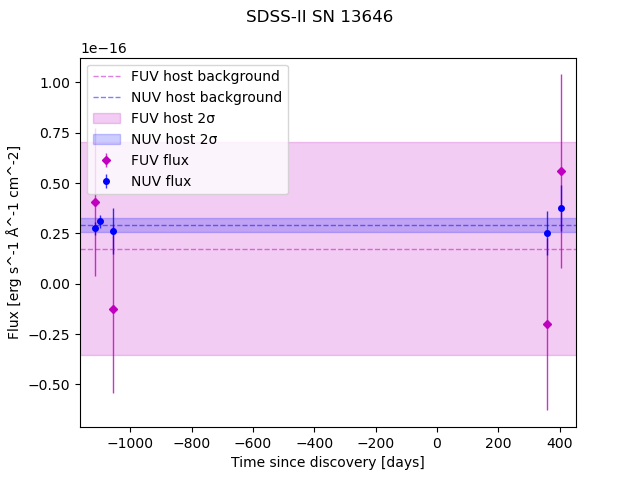 SDSS-II SN 13646
1e−16
FUV host background
NUV host background
FUV host 2σ
NUV host 2σ
FUV flux
NUV flux
1.00
0.75
0.50
0.25
0.00
−0.25
−0.50
Flux [erg s^-1 Å^-1 cm^-2]
−1000 −800 −600 −400 −200 0 200 400
Time since discovery [days]